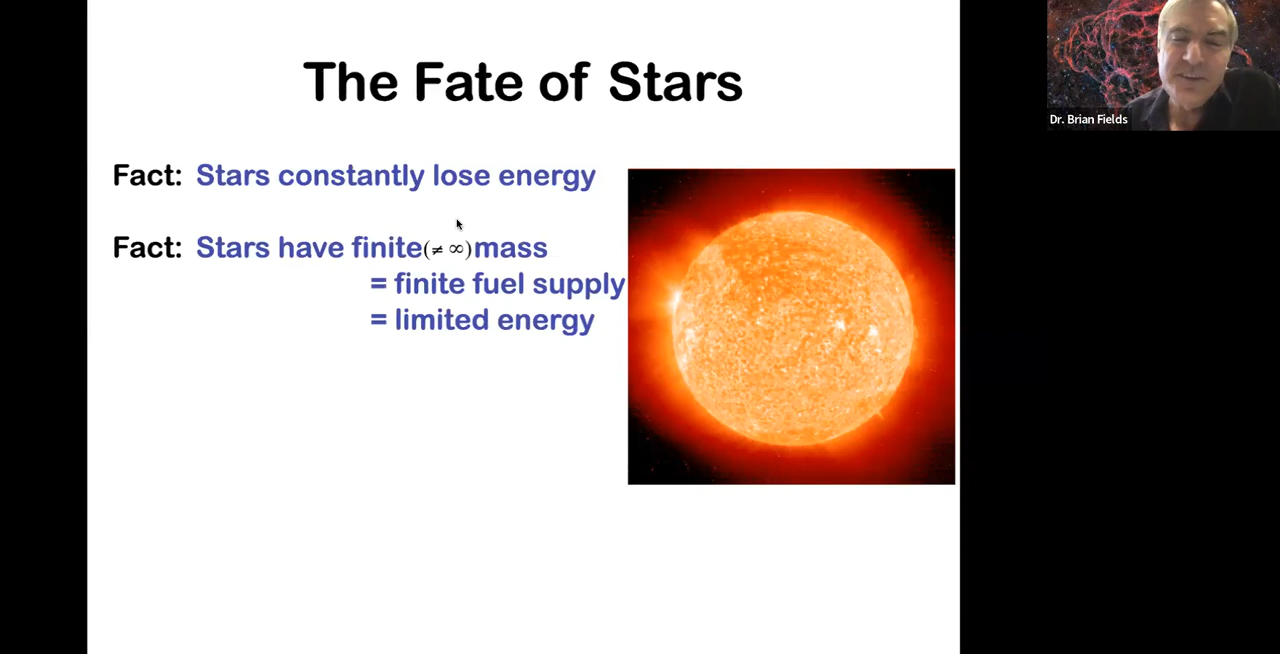 The Fate of Stars
Fact: Stars constantly lose energy
Fact: Stars have finite(≠ ∞)mass
= finite fuel supply
= limited energy
Dr. Brian Fields